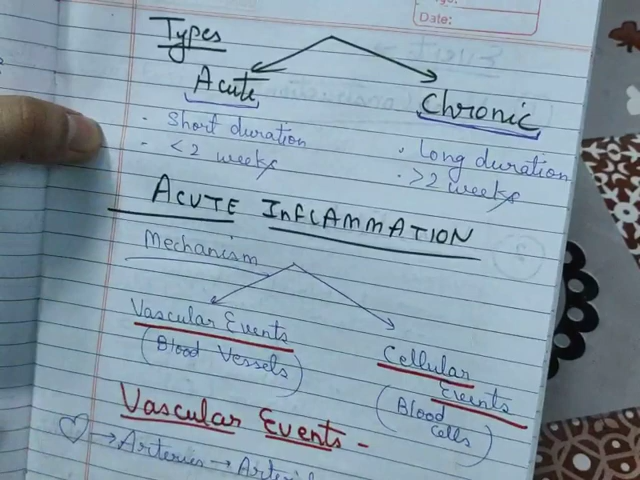 Date:
Types
Acute
Chronic
- Short duration
- < 2 weeks
· Long duration
· > 2 weeks
ACUTE INFLAMMATION
Mechanism
Vascular Events
(Blood Vessels)
Cellular
Events
(Blood
Cells)
Vascular Events -
♡ → Arteries →